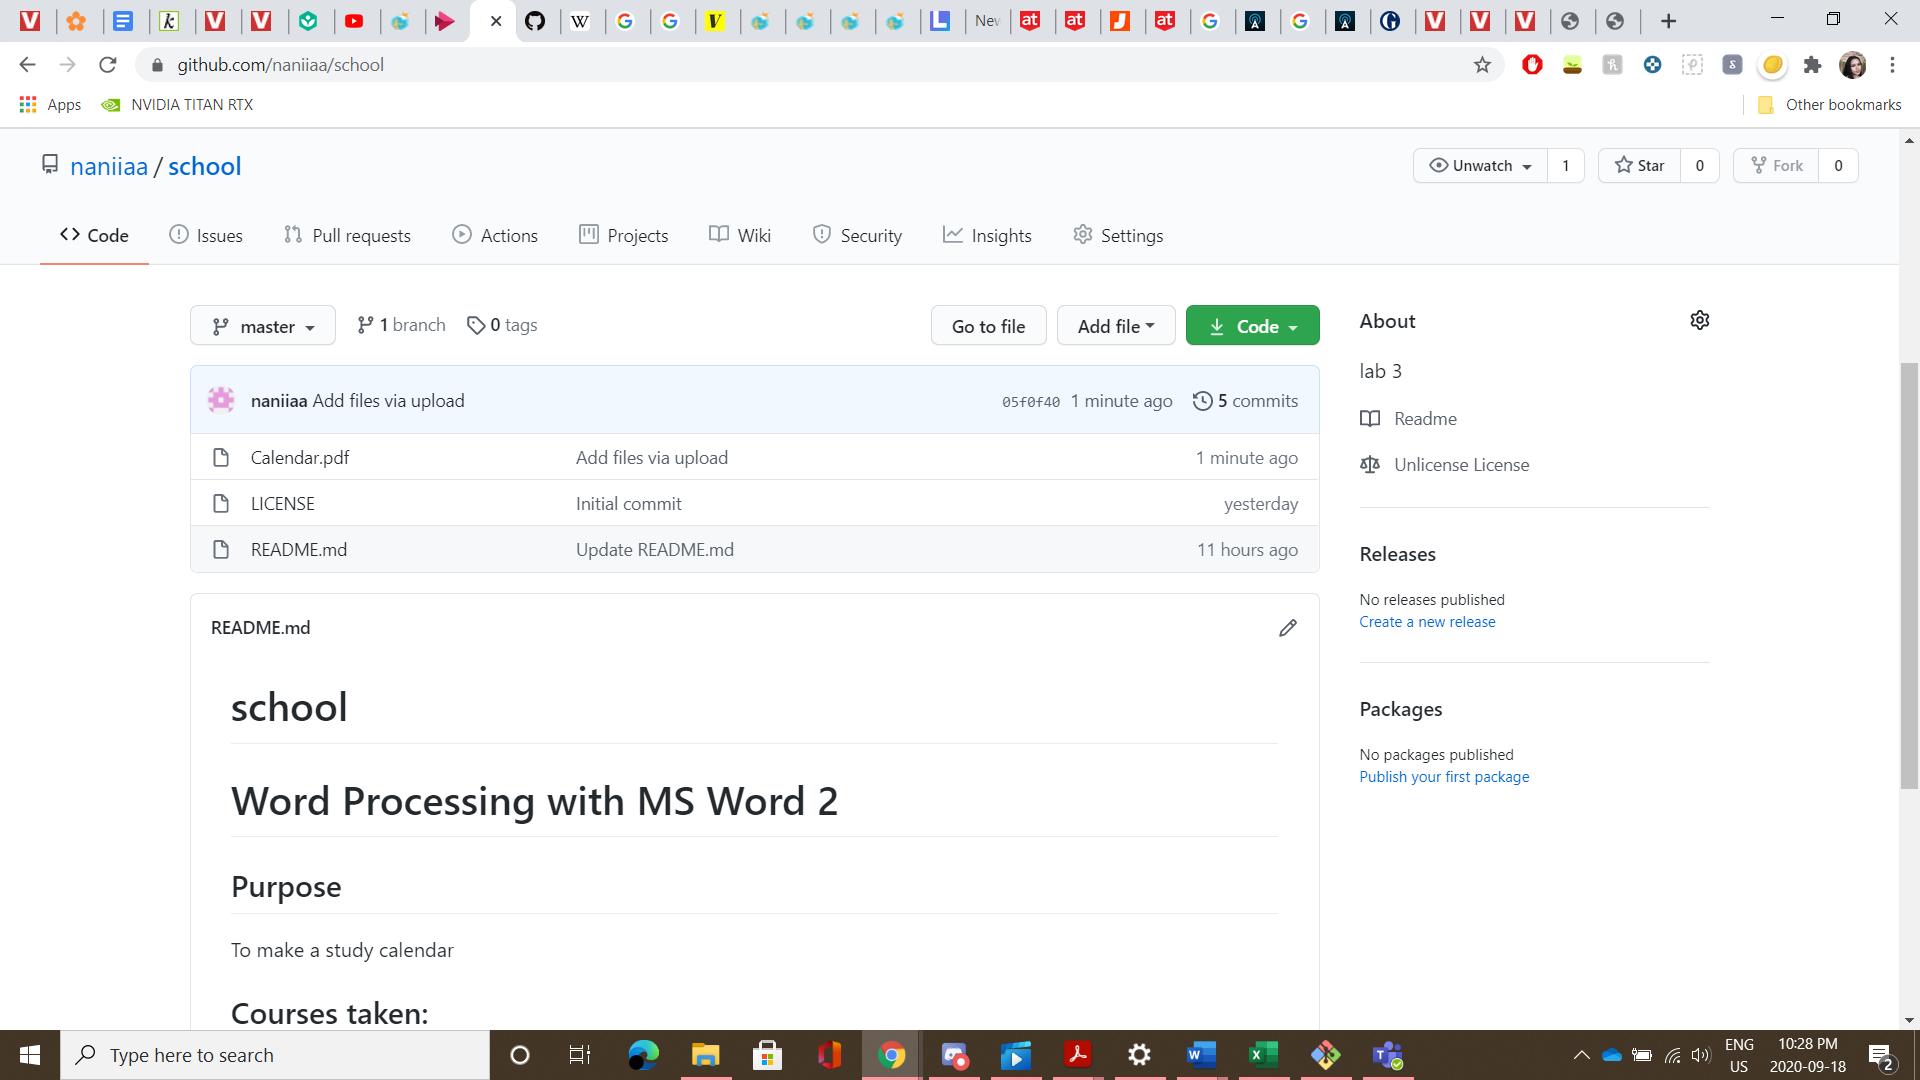 New
github.com/naniiaa/school
Apps
NVIDIA TITAN RTX
Other bookmarks
naniiaa / school
Unwatch 1
Star 0
Fork 0
Code
Issues
Pull requests
Actions
Projects
Wiki
Security
Insights
Settings
master
1 branch
0 tags
Go to file
Add file
Code
naniiaa Add files via upload
05f0f40 1 minute ago
5 commits
Calendar.pdf Add files via upload 1 minute ago
LICENSE Initial commit yesterday
README.md Update README.md 11 hours ago
README.md
school
Word Processing with MS Word 2
Purpose
To make a study calendar
Courses taken:
About
lab 3
Readme
Unlicense License
Releases
No releases published
Create a new release
Packages
No packages published
Publish your first package
Type here to search
ENG
US
10:28 PM
2020-09-18
2